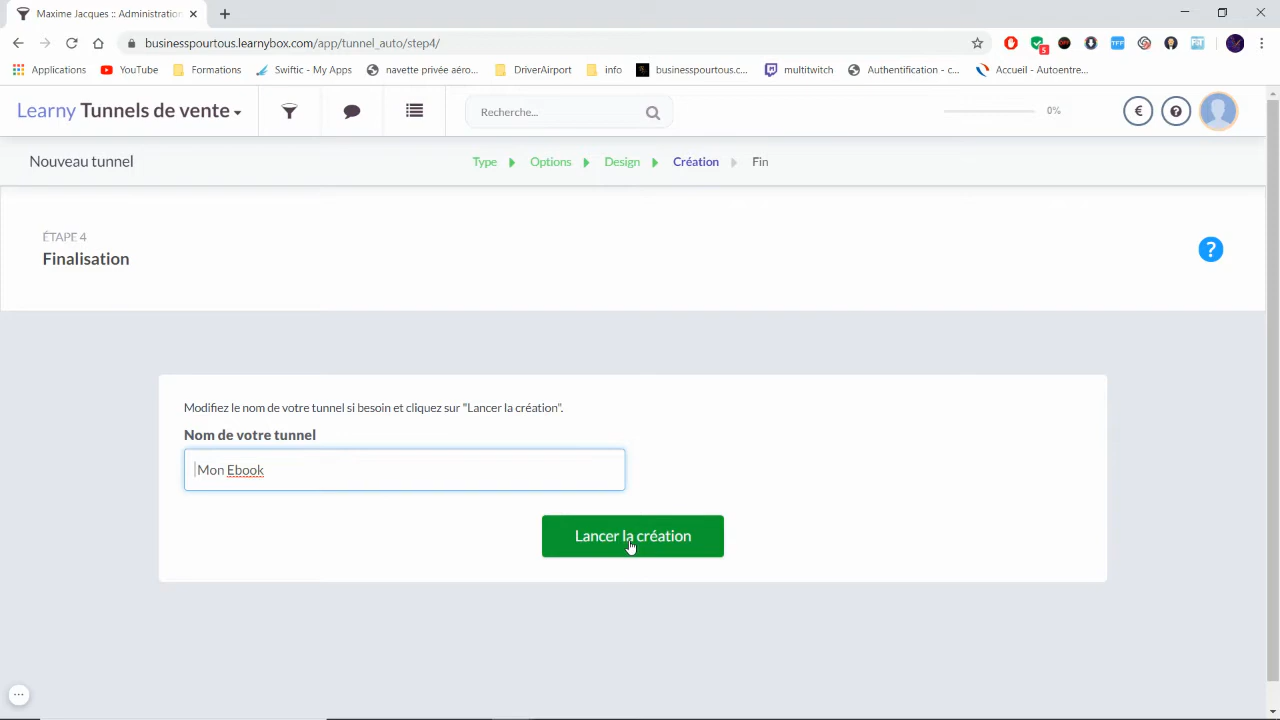 Maxime Jacques :: Administration
businesspourtous.learnybox.com/app/tunnel_auto/step4/
5
OFF
TFF
Applications YouTube Formations Swiftic - My Apps navette privée aéro... DriverAirport info businesspourtous.c... multitwitch Authentification - c... Accueil - Autoentre...
Learny Tunnels de vente
Recherche...
0%
€
?
Nouveau tunnel
Type Options Design Création Fin
ÉTAPE 4
Finalisation
?
Modifiez le nom de votre tunnel si besoin et cliquez sur "Lancer la création".
Nom de votre tunnel
Mon Ebook
Lancer la création
...